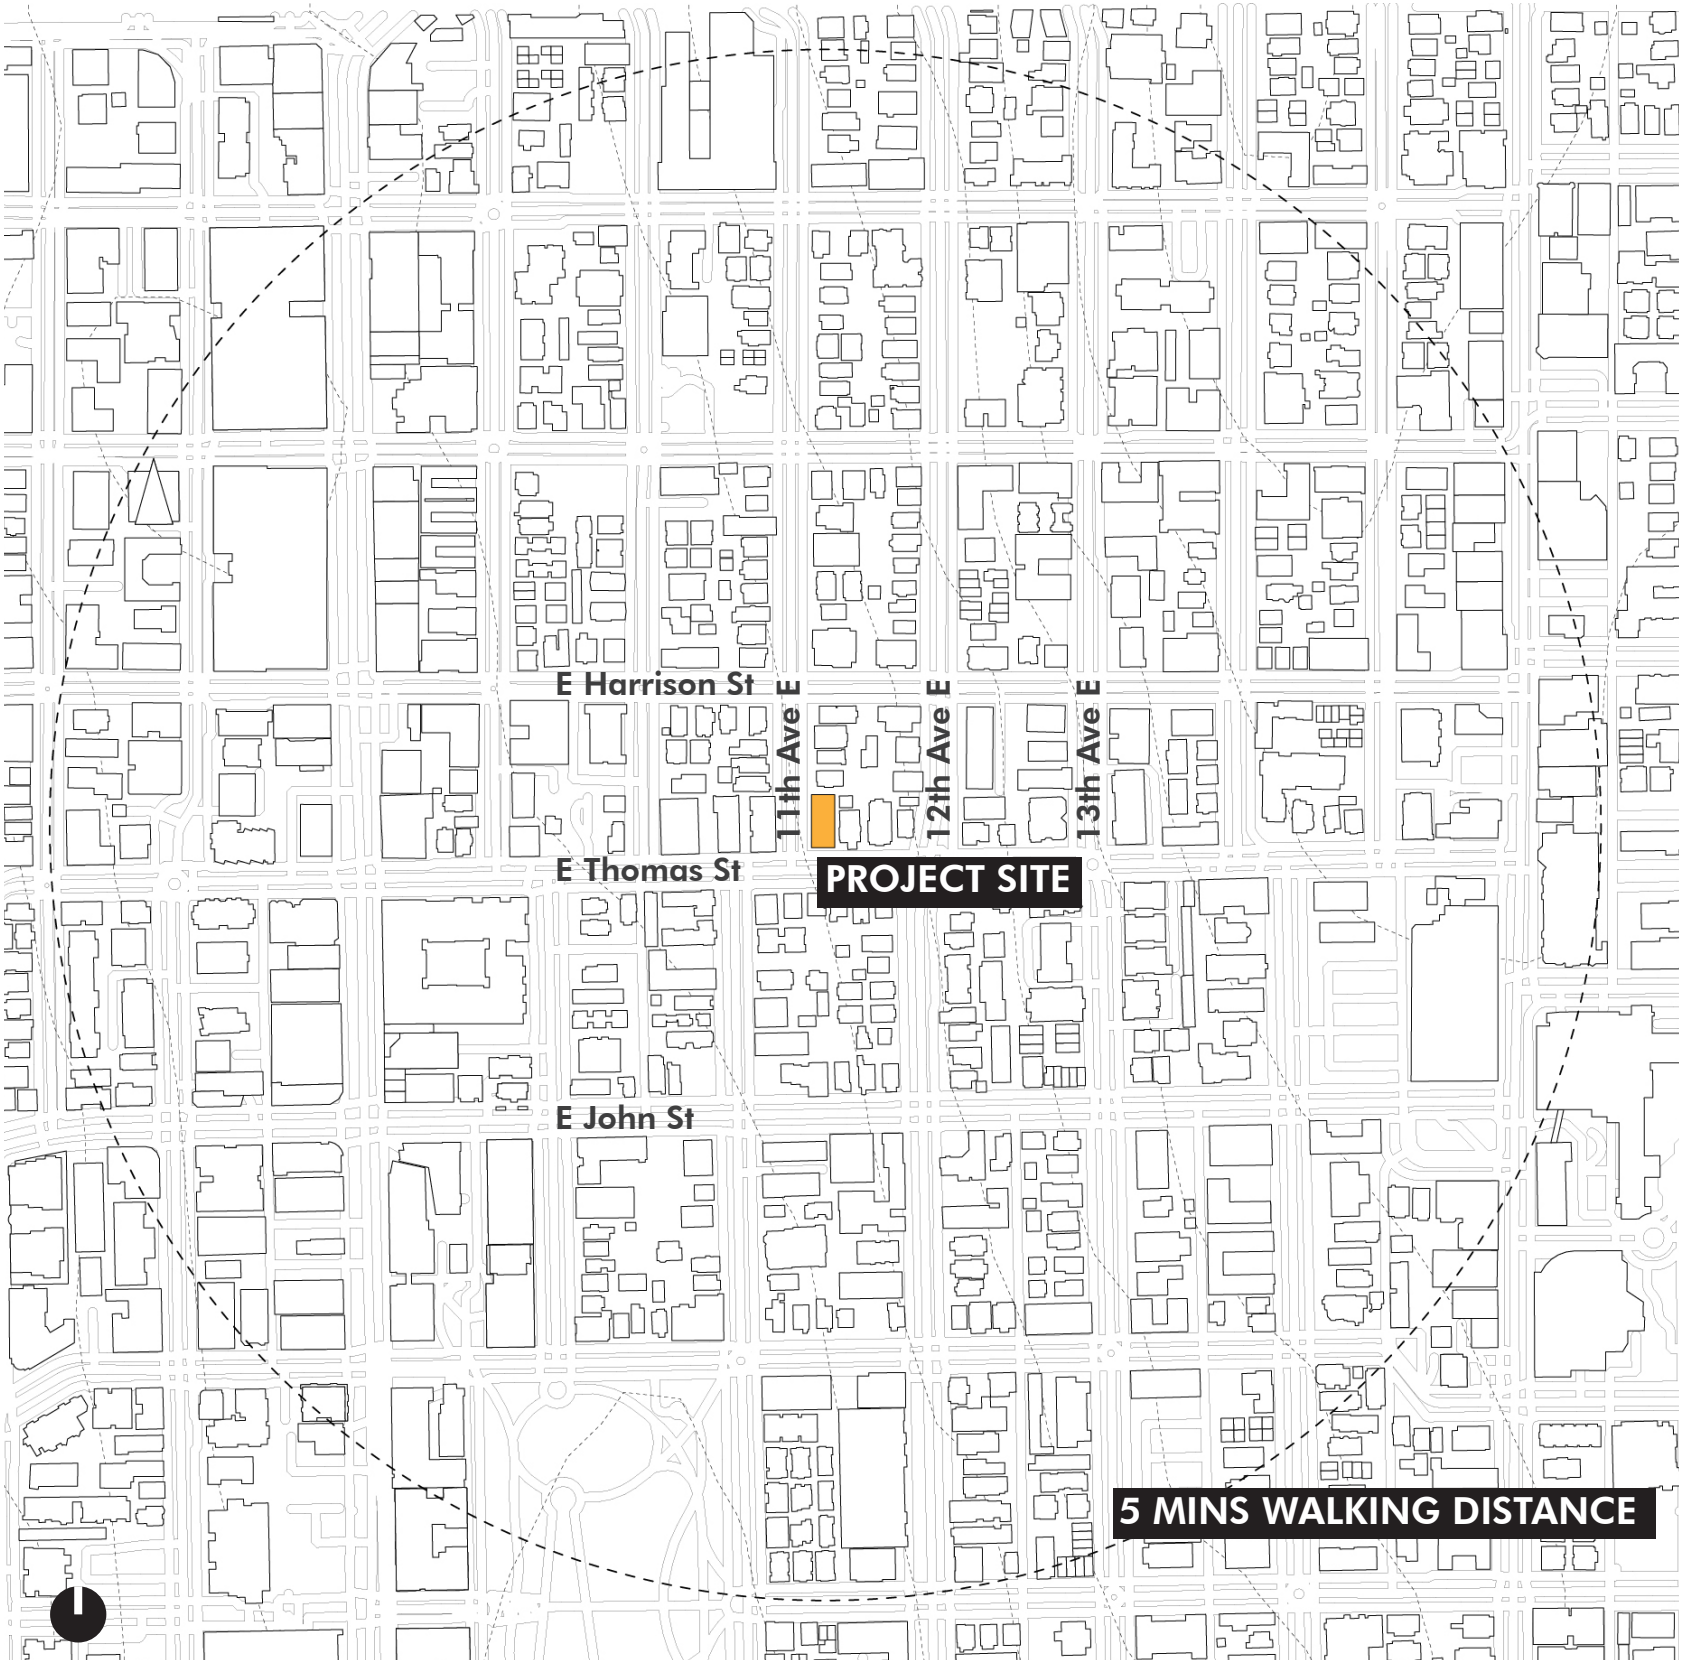 E Harrison St
11th Ave E
12th Ave E
13th Ave E
E Thomas St
PROJECT SITE
E John St
5 MINS WALKING DISTANCE